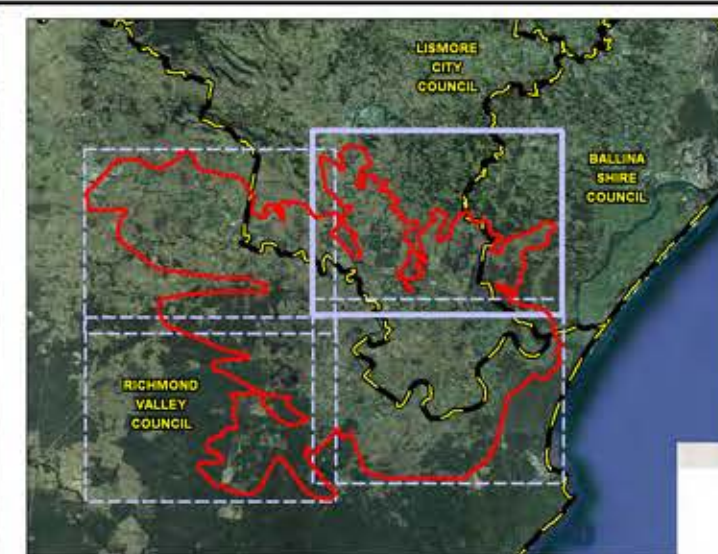 LISMORE
CITY
COUNCIL
BALLINA
SHIRE
COUNCIL
RICHMOND
VALLEY
COUNCIL